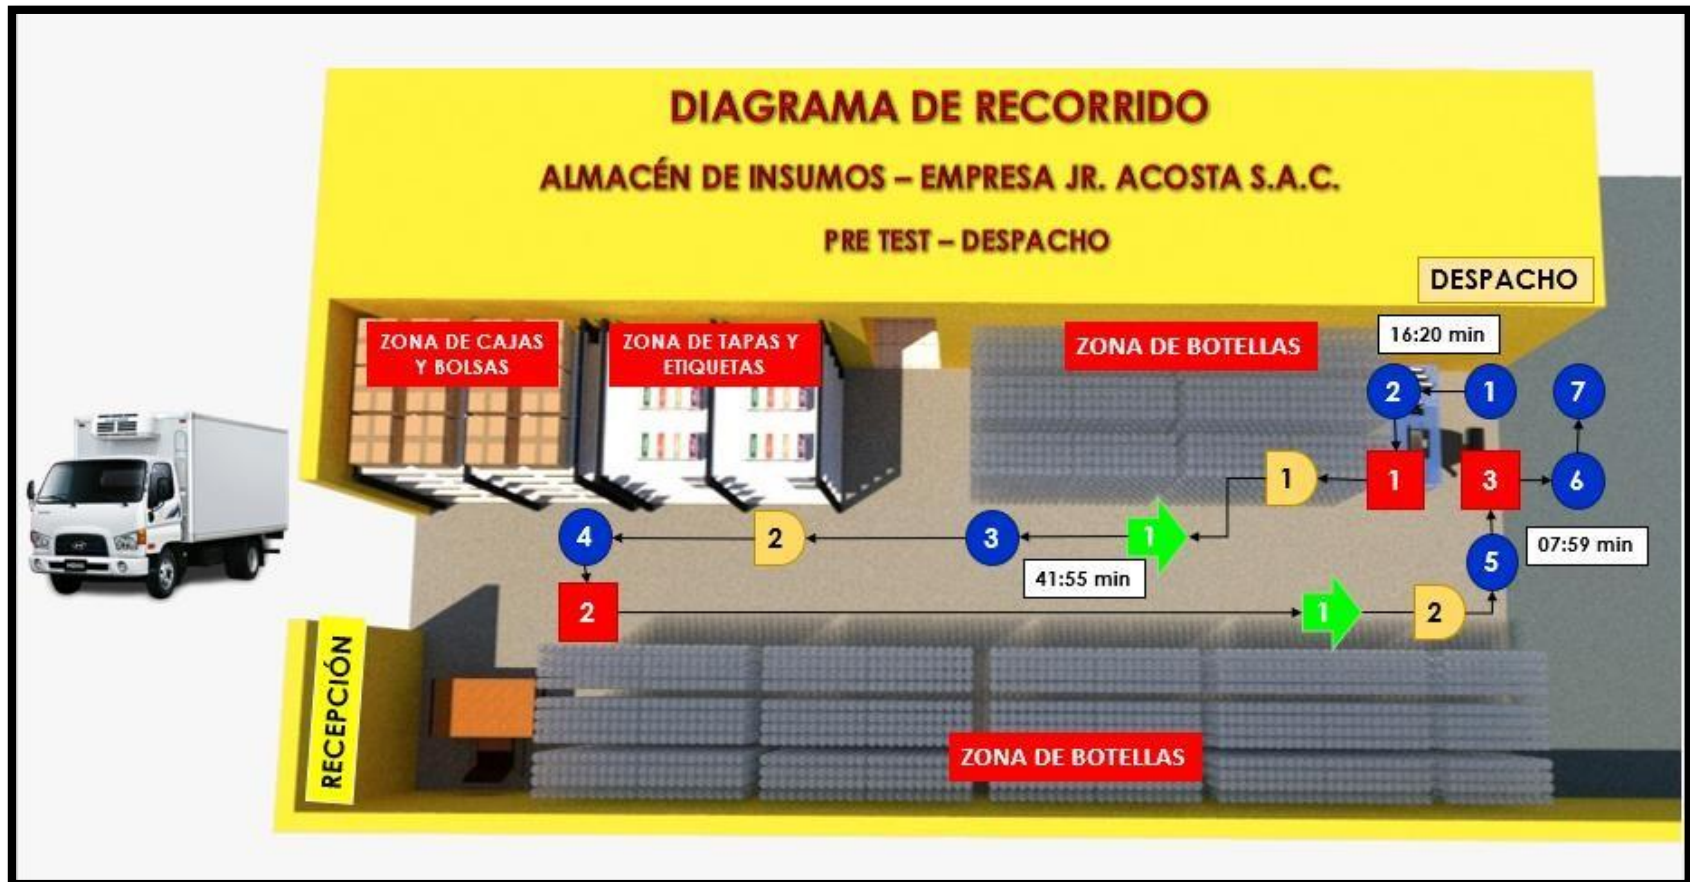 DIAGRAMA DE RECORRIDO
ALMACÉN DE INSUMOS – EMPRESA JR. ACOSTA S.A.C.
PRE TEST – DESPACHO
DESPACHO
16:20 min
ZONA DE CAJAS
Y BOLSAS
ZONA DE TAPAS Y
ETIQUETAS
ZONA DE BOTELLAS
2
1
7
1
1
3
6
4
2
3
1
5
07:59 min
41:55 min
2
1
2
RECEPCIÓN
ZONA DE BOTELLAS